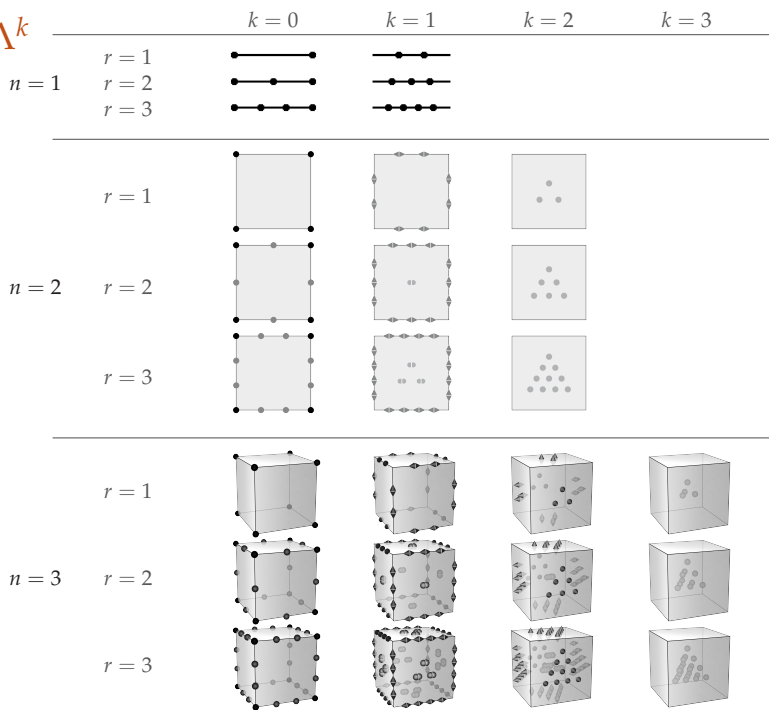 k = 0 k = 1 k = 2 k = 3
Λ^k
r = 1
n = 1 r = 2
r = 3
r = 1
n = 2 r = 2
r = 3
r = 1
n = 3 r = 2
r = 3